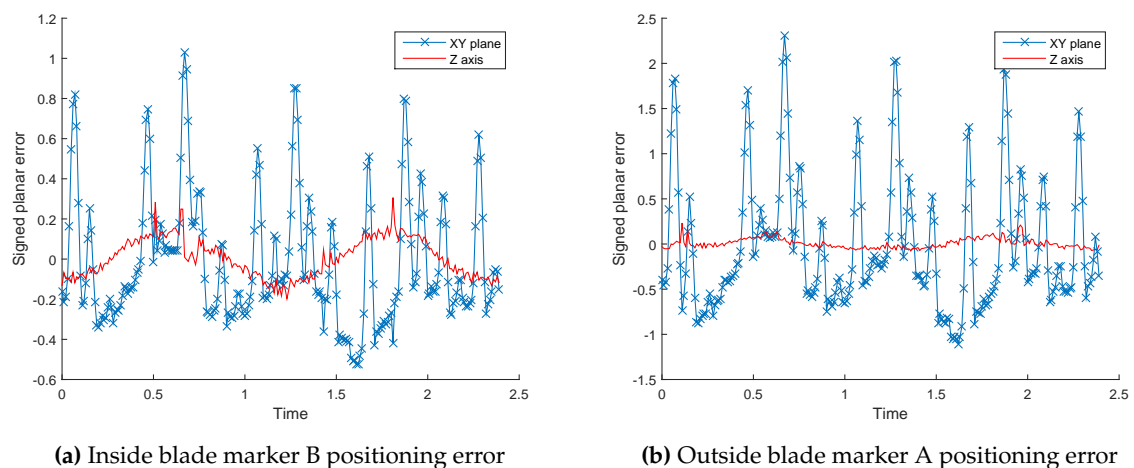 1.2
1
0.8
0.6
0.4
0.2
0
-0.2
-0.4
-0.6
Signed planar error
XY plane
Z axis
0 0.5 1 1.5 2 2.5
Time
(a) Inside blade marker B positioning error
2.5
2
1.5
1
0.5
0
-0.5
-1
-1.5
Signed planar error
XY plane
Z axis
0 0.5 1 1.5 2 2.5
Time
(b) Outside blade marker A positioning error